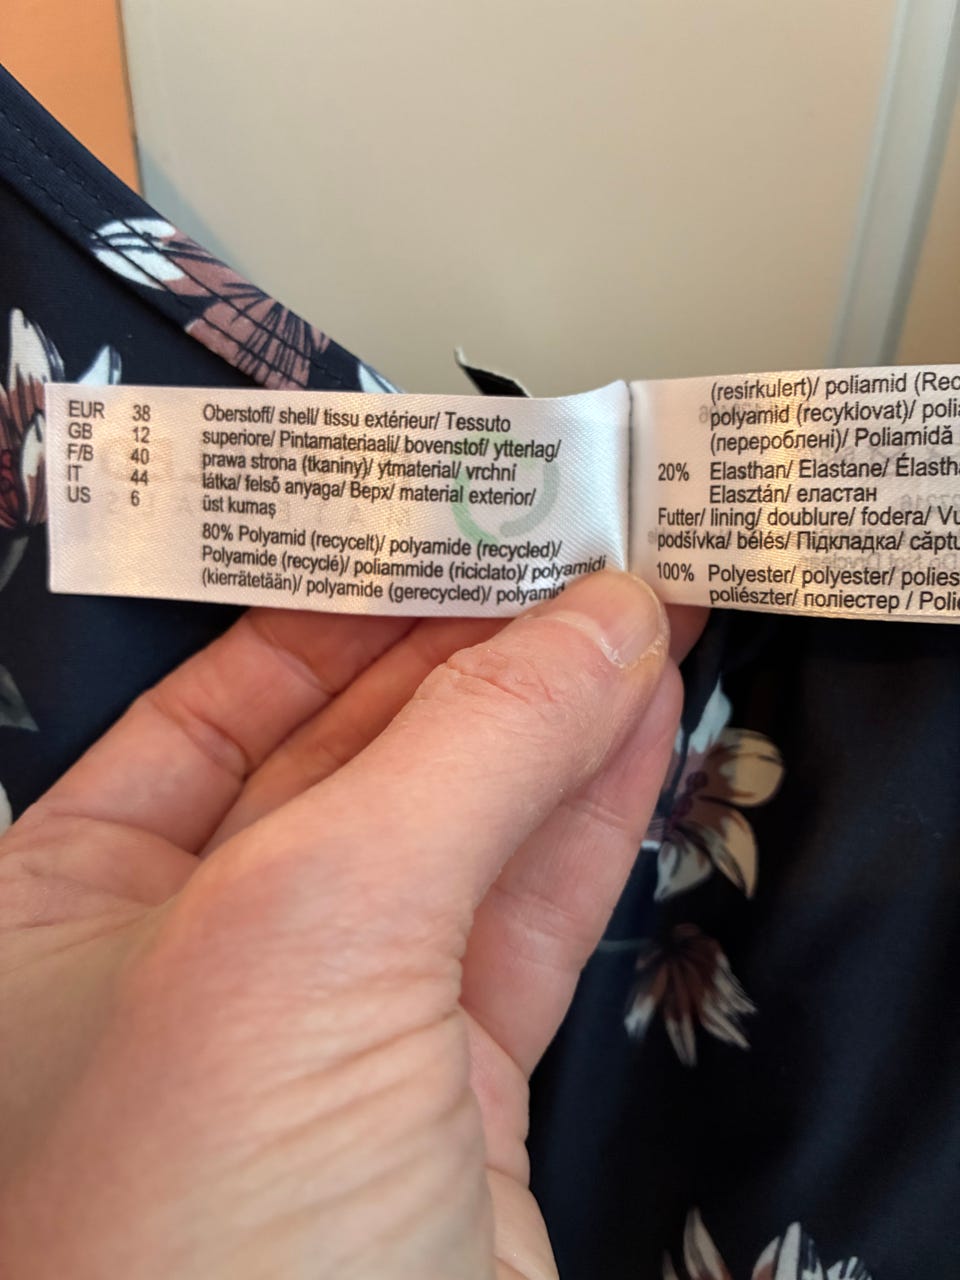 EUR 38
GB 12
F/B 40
IT 44
US 6
Oberstoff/ shell/ tissu extérieur/ Tessuto
superiore/ Pintamateriaali/ bovenstof/ ytterlag/
prawa strona (tkaniny)/ ytmaterial/ vrchní
látka/ felső anyaga/ Верх/ material exterior/
üst kumaş
80% Polyamid (recycelt)/ polyamide (recycled)/
Polyamide (recyclé)/ poliammide (riciclato)/ polyamidi
(kierrätetään)/ polyamide (gerecycled)/
(resirkulert)/ poliamid
polyamid (recyklovat)/
(перероблені)/ Poliamidă
20% Elasthan/ Elastane/
Elasztán/ еластан
Futter/ lining/ doublure/ fodera/
podšívka/ bélés/ Підкладка/
100% Polyester/ polyester/
poliészter/ поліестер /